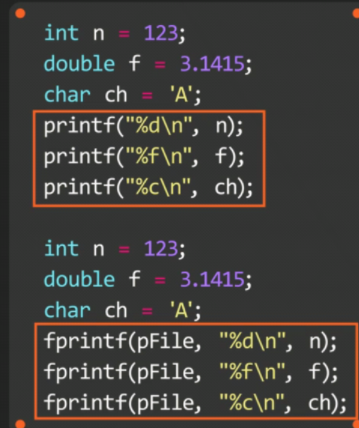 int n = 123;
double f = 3.1415;
char ch = 'A';
printf("%d\n", n);
printf("%f\n", f);
printf("%c\n", ch);
int n = 123;
double f = 3.1415;
char ch = 'A';
fprintf(pFile, "%d\n", n);
fprintf(pFile, "%f\n", f);
fprintf(pFile, "%c\n", ch);